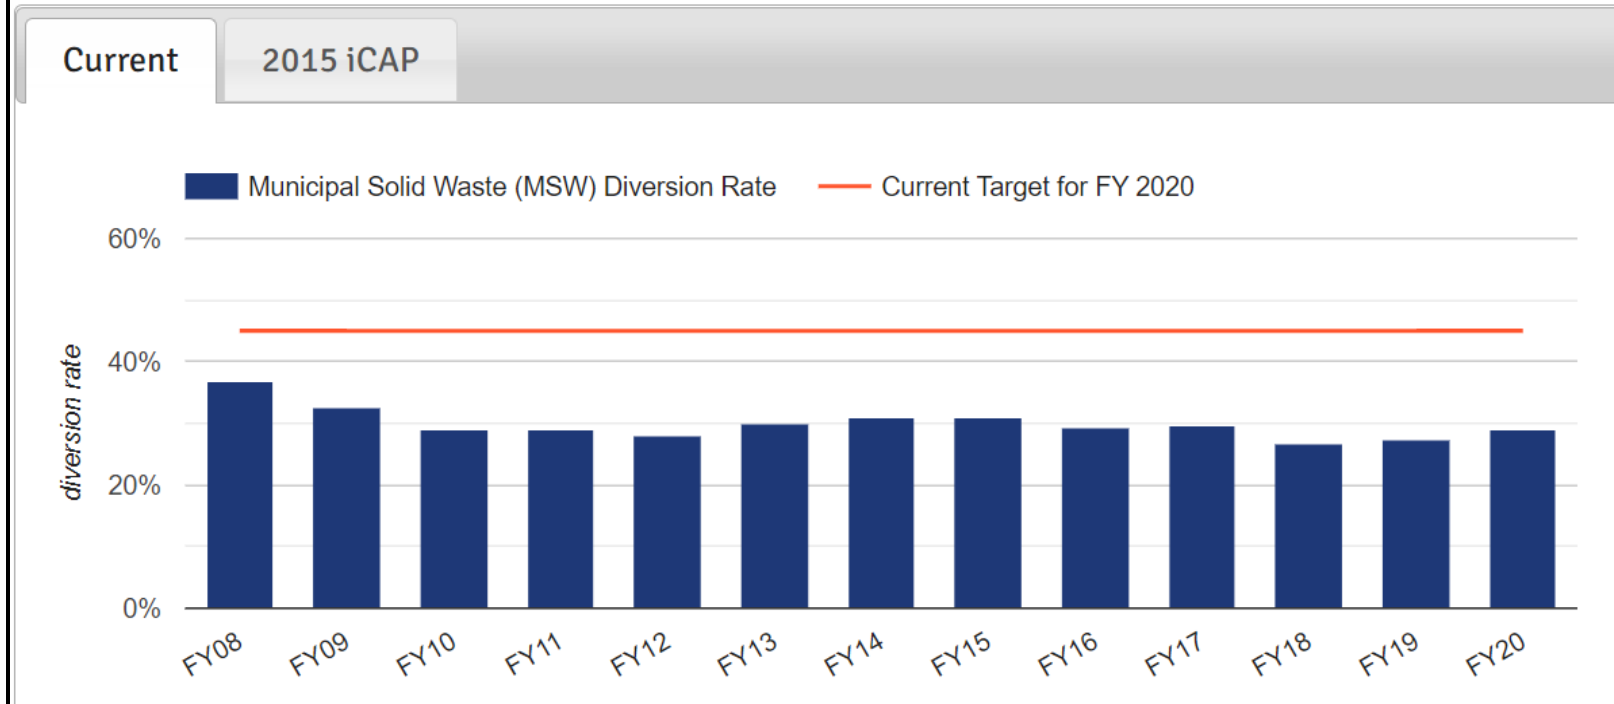 Current 2015 iCAP
Municipal Solid Waste (MSW) Diversion Rate Current Target for FY 2020
60%
40%
20%
0%
diversion rate
FY08 FY09 FY10 FY11 FY12 FY13 FY14 FY15 FY16 FY17 FY18 FY19 FY20